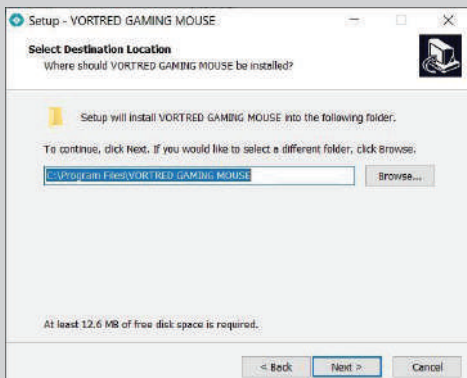 Setup - VORTRED GAMING MOUSE
Select Destination Location
Where should VORTRED GAMING MOUSE be installed?
Setup will install VORTRED GAMING MOUSE into the following folder.
To continue, click Next. If you would like to select a different folder, click Browse.
C:\Program Files\VORTRED GAMING MOUSE
Browse...
At least 12.6 MB of free disk space is required.
< Back
Next >
Cancel